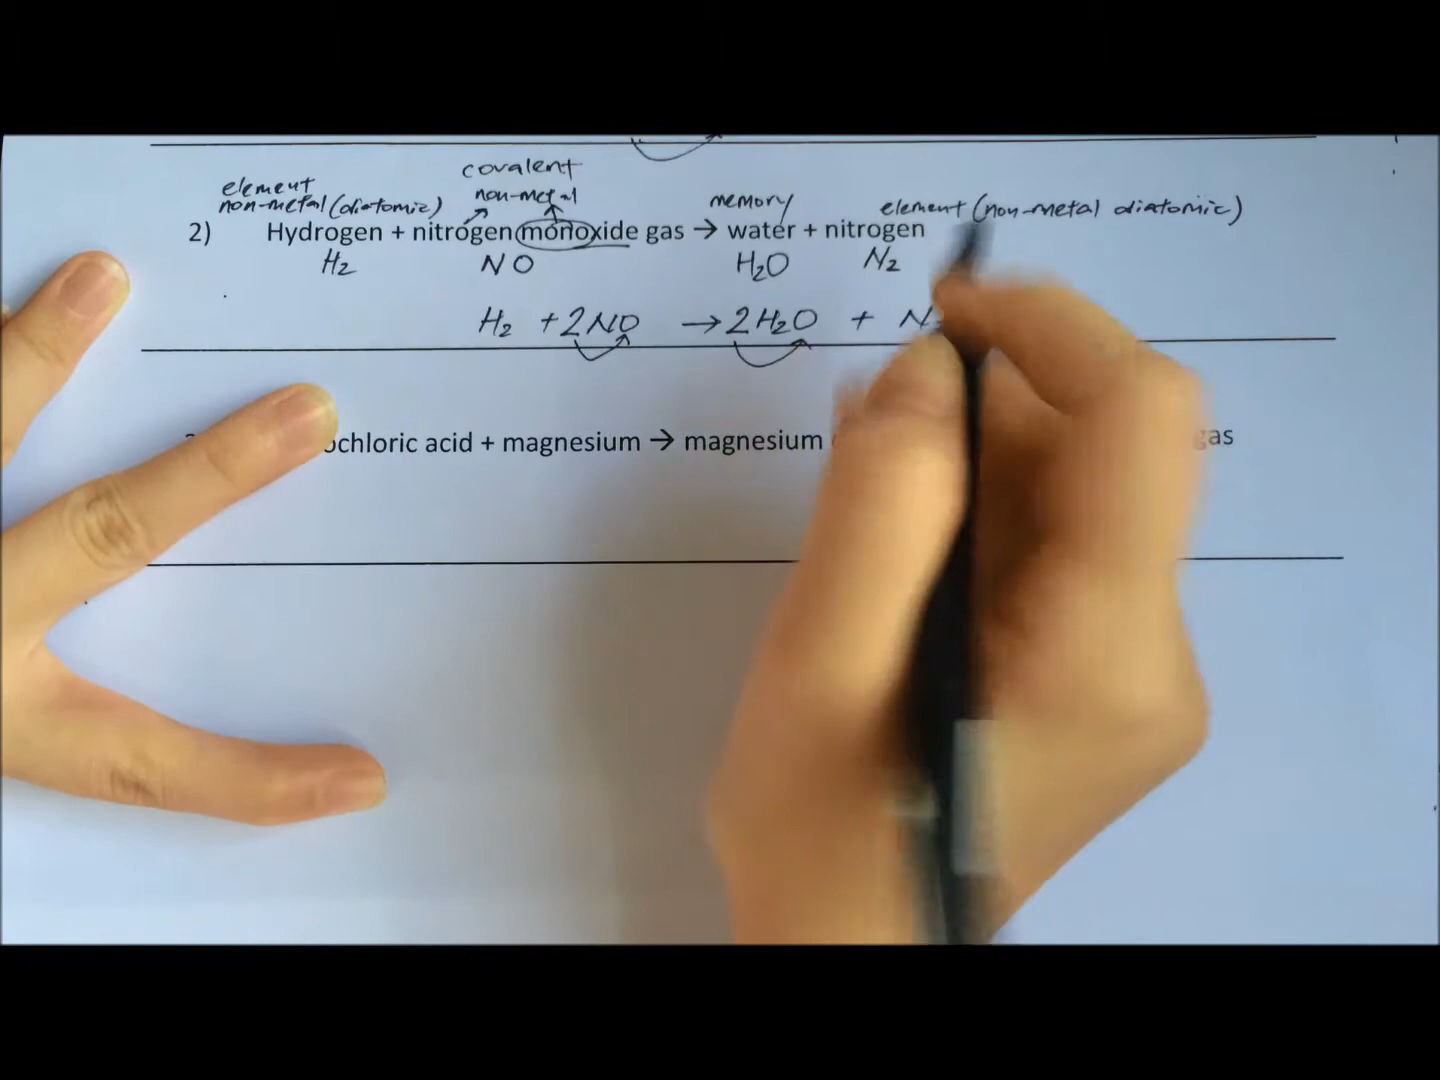 covalent
element
non-metal (diatomic)
non-metal
memory
element (non-metal diatomic)
2) Hydrogen + nitrogen monoxide gas → water + nitrogen
H₂ NO H₂O N₂
H₂ + 2NO → 2H₂O + N₂
ochloric acid + magnesium → magnesium gas